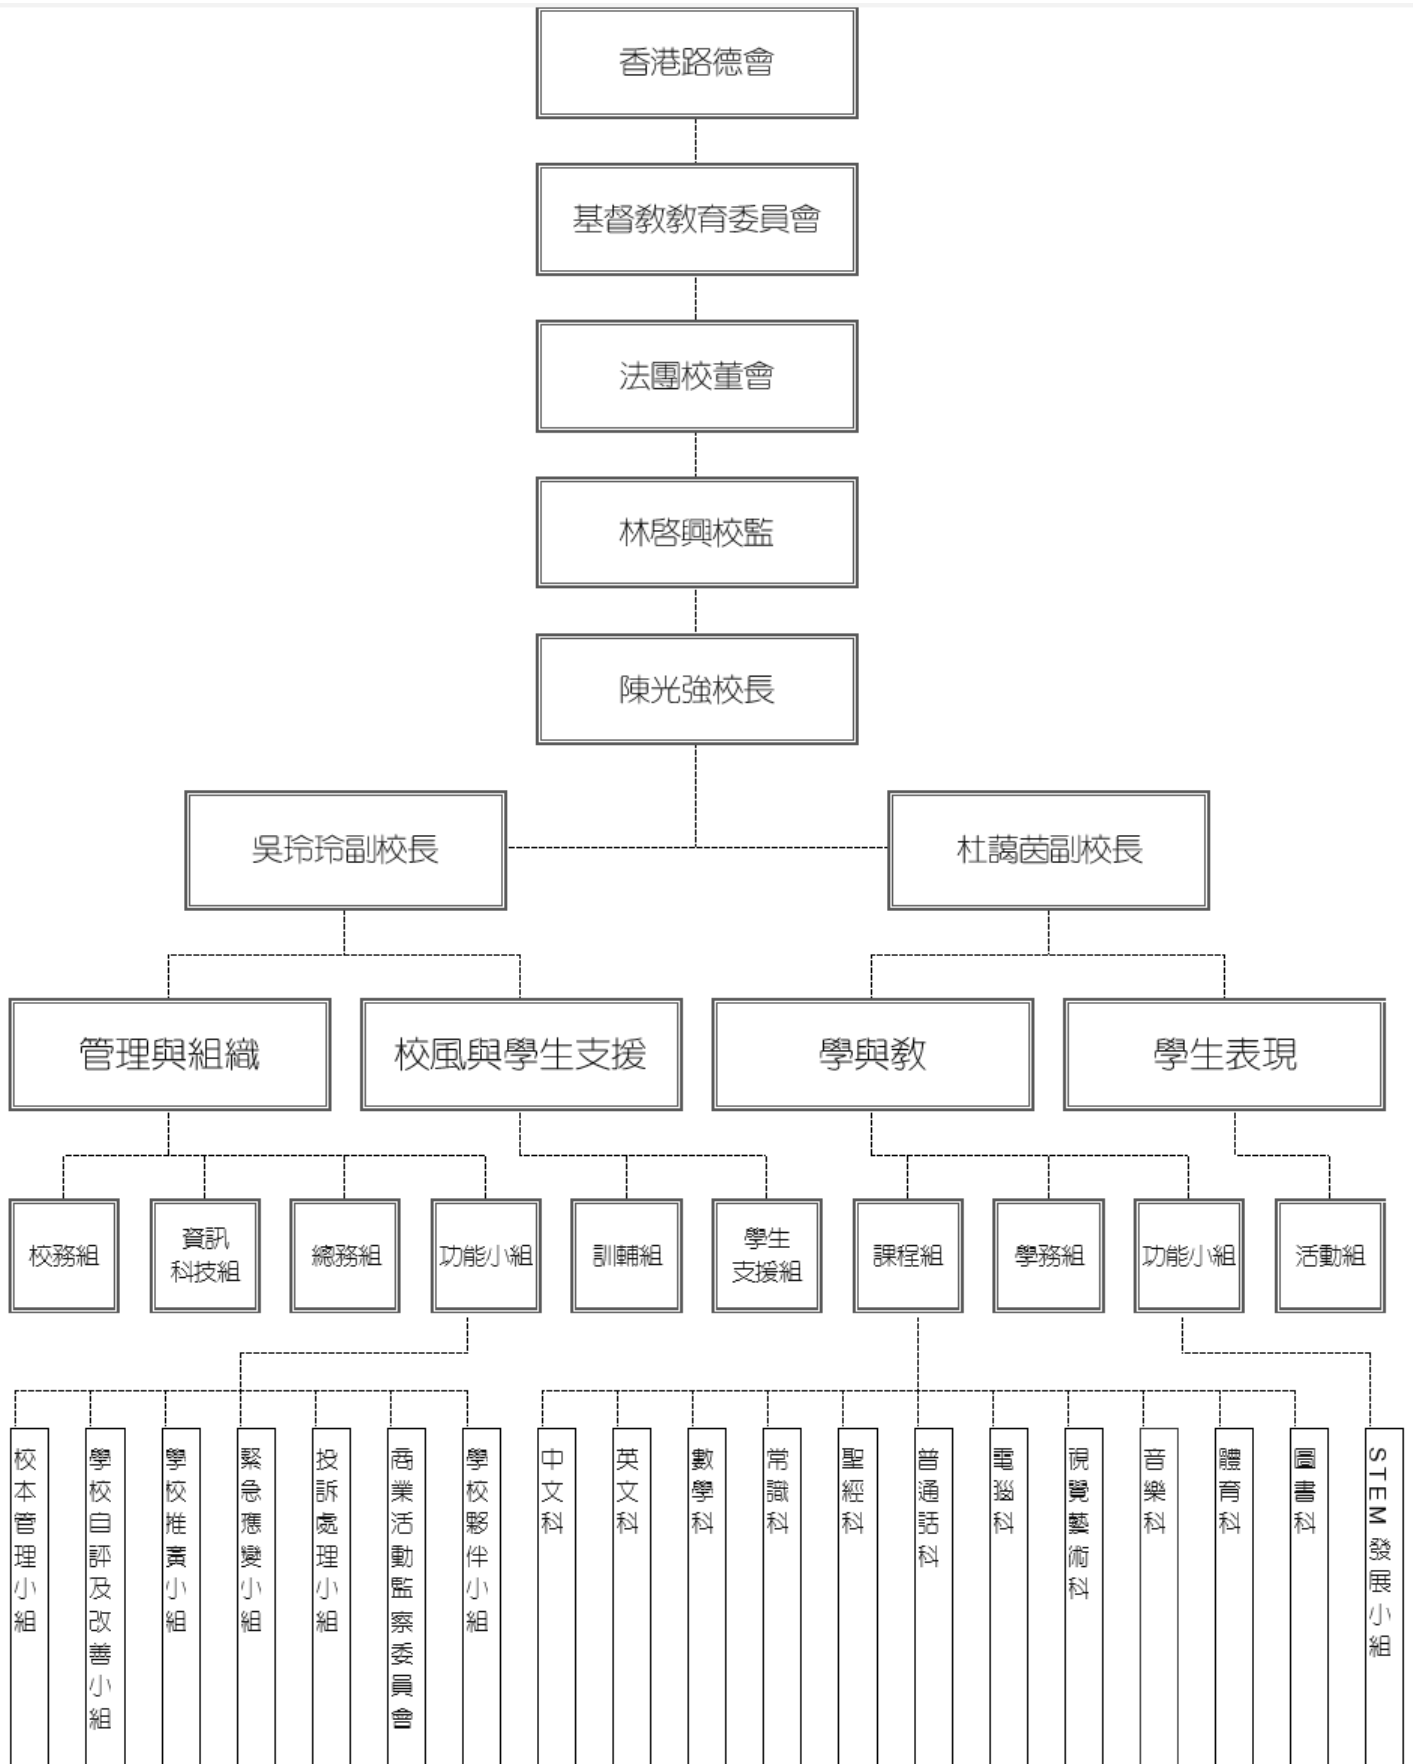 香港路德會
基督教教育委員會
法團校董會
林啓興校監
陳光強校長
吳玲玲副校長
杜藹茵副校長
管理與組織
校風與學生支援
學與教
學生表現
校務組
資訊
科技組
總務組
功能小組
訓輔組
學生
支援組
課程組
學務組
功能小組
活動組
校本管理小組
學校自評及改善小組
學校推廣小組
緊急應變小組
投訴處理小組
商業活動監察委員會
學校夥伴小組
中文科
英文科
數學科
常識科
聖經科
普通話科
電腦科
視覺藝術科
音樂科
體育科
圖書科
STEM 發展小組